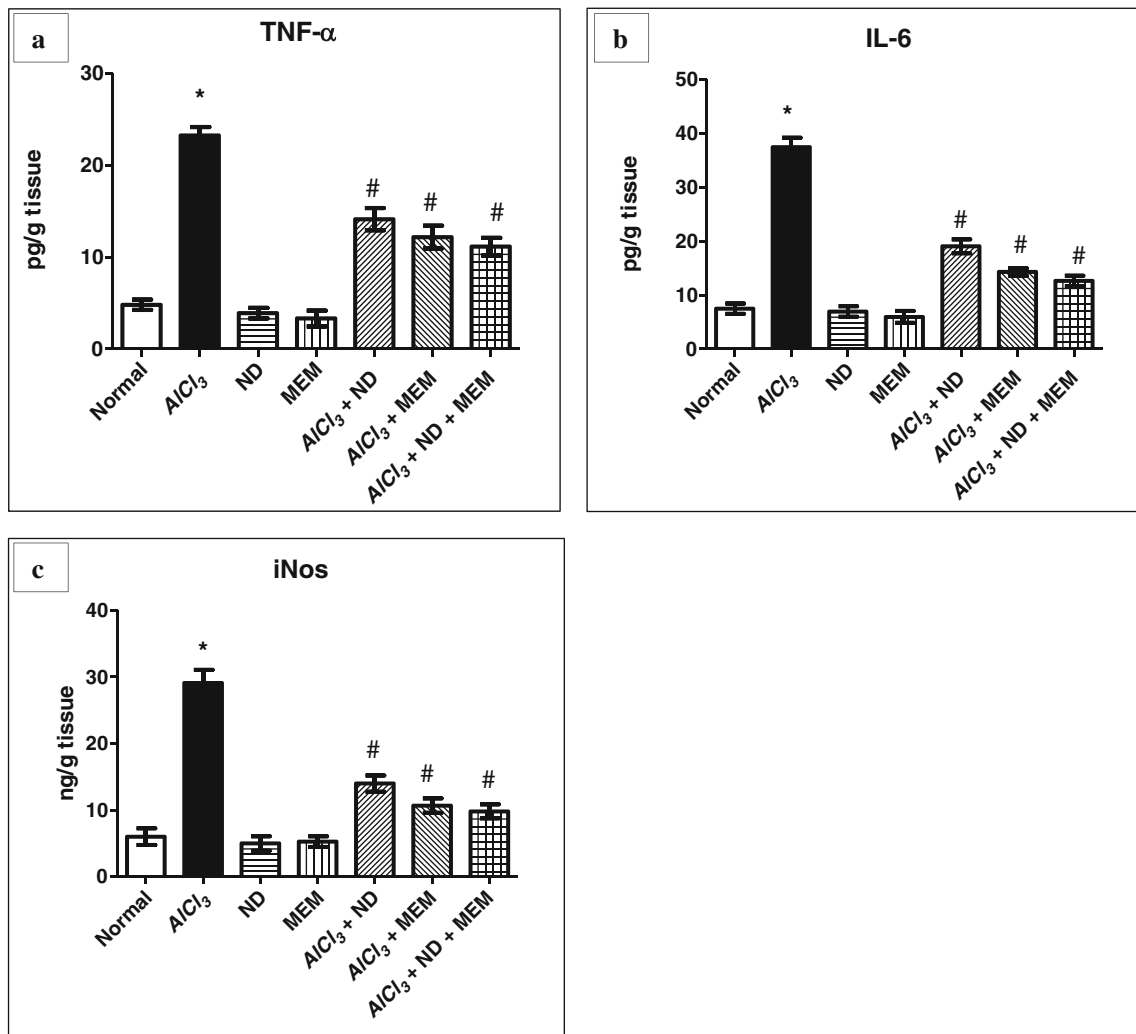 a
TNF-α
30
20
10
0
pg/g tissue
*
#
#
#
Normal
AlCl3
ND
MEM
AlCl3 + ND
AlCl3 + MEM
AlCl3 + ND + MEM
b
IL-6
50
40
30
20
10
0
pg/g tissue
*
#
#
#
Normal
AlCl3
ND
MEM
AlCl3 + ND
AlCl3 + MEM
AlCl3 + ND + MEM
c
iNos
40
30
20
10
0
ng/g tissue
*
#
#
#
Normal
AlCl3
ND
MEM
AlCl3 + ND
AlCl3 + MEM
AlCl3 + ND + MEM